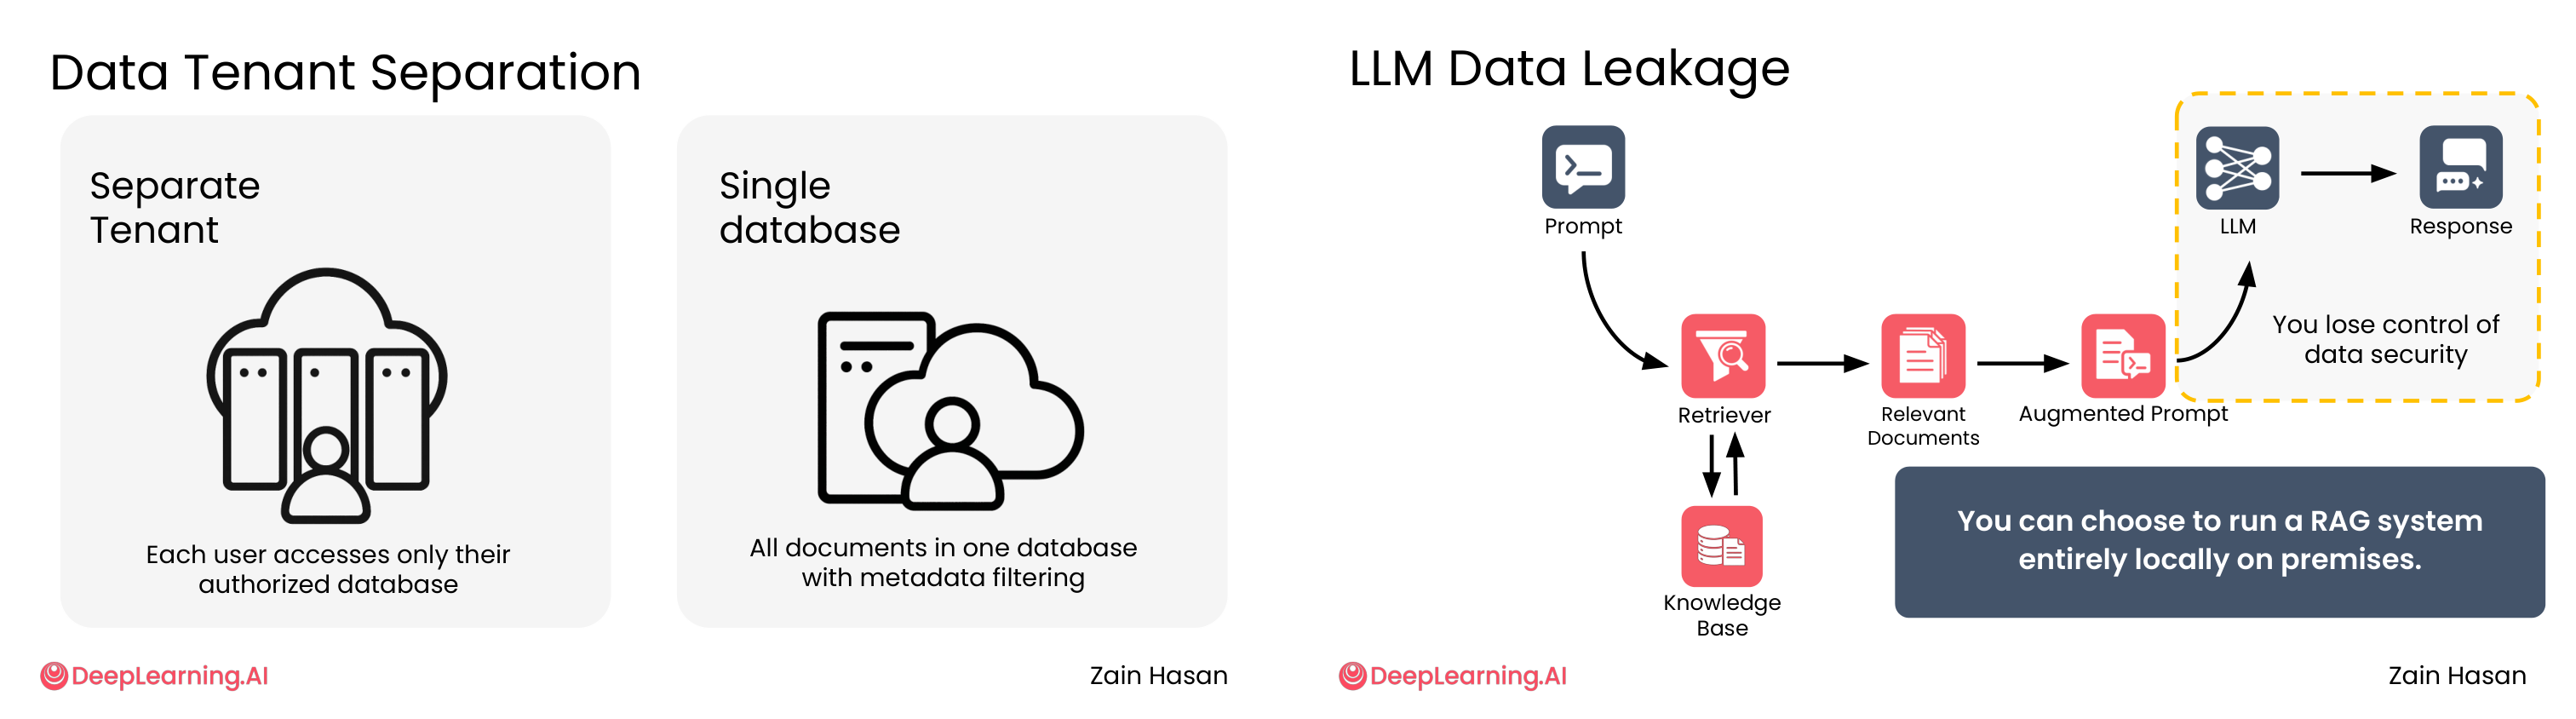 Data Tenant Separation
Separate
Tenant
Each user accesses only their
authorized database
Single
database
All documents in one database
with metadata filtering
DeepLearning.AI
Zain Hasan
LLM Data Leakage
Prompt
Retriever
Knowledge
Base
Relevant
Documents
Augmented Prompt
LLM
Response
You lose control of
data security
You can choose to run a RAG system
entirely locally on premises.
DeepLearning.AI
Zain Hasan